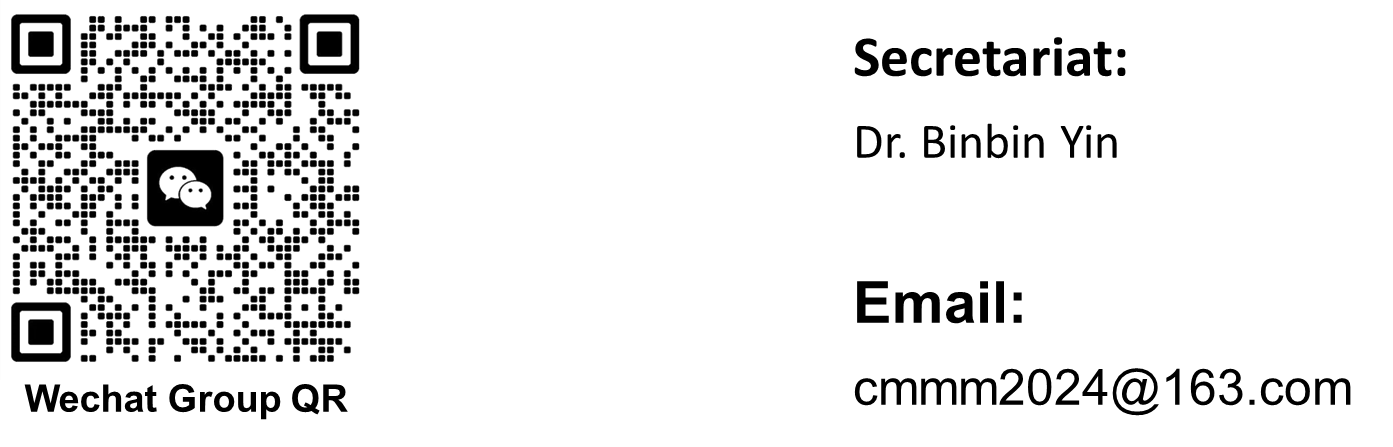 Wechat Group QR
Secretariat:
Dr. Binbin Yin
Email:
cmmm2024@163.com